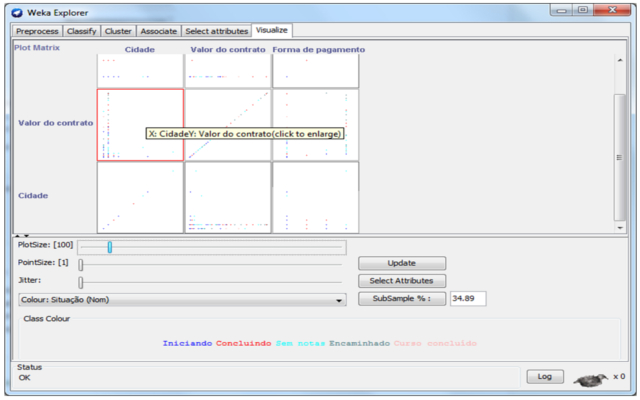 Weka Explorer
Preprocess Classify Cluster Associate Select attributes Visualize
Plot Matrix Cidade Valor do contrato Forma de pagamento
Valor do contrato
X: CidadeY: Valor do contrato(click to enlarge)
Cidade
PlotSize: [100]
PointSize: [1]
Update
Jitter:
Select Attributes
Colour: Situação (Nom)
SubSample % :
34.89
Class Colour
Iniciando Concluindo Sem notas Encaminhado Curso concluído
Status
OK
Log
x 0